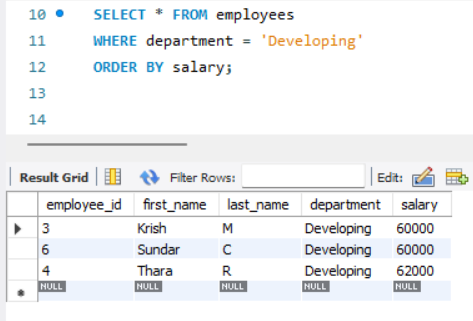 10 SELECT * FROM employees
11 WHERE department = 'Developing'
12 ORDER BY salary;
13
14
Result Grid Filter Rows: Edit:
employee_id first_name last_name department salary
3 Krish M Developing 60000
6 Sundar C Developing 60000
4 Thara R Developing 62000
NULL NULL NULL NULL NULL